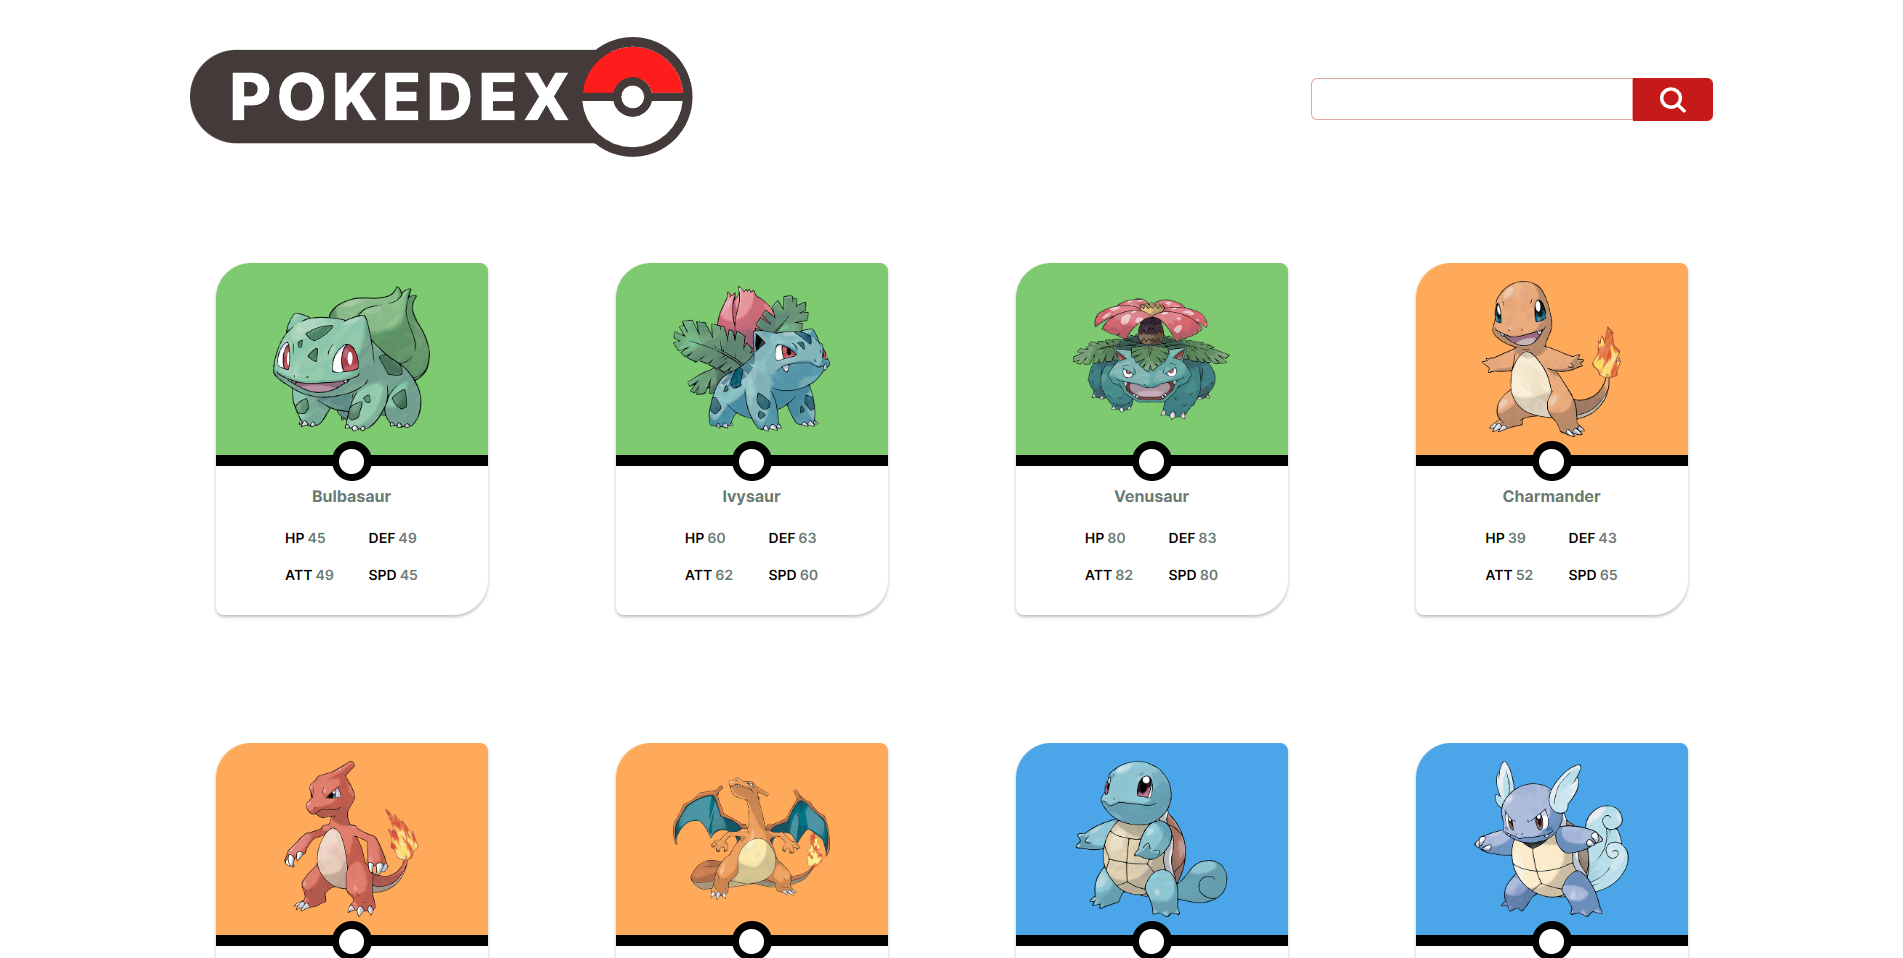 POKEDEX
Bulbasaur
HP 45 DEF 49
ATT 49 SPD 45
Ivysaur
HP 60 DEF 63
ATT 62 SPD 60
Venusaur
HP 80 DEF 83
ATT 82 SPD 80
Charmander
HP 39 DEF 43
ATT 52 SPD 65